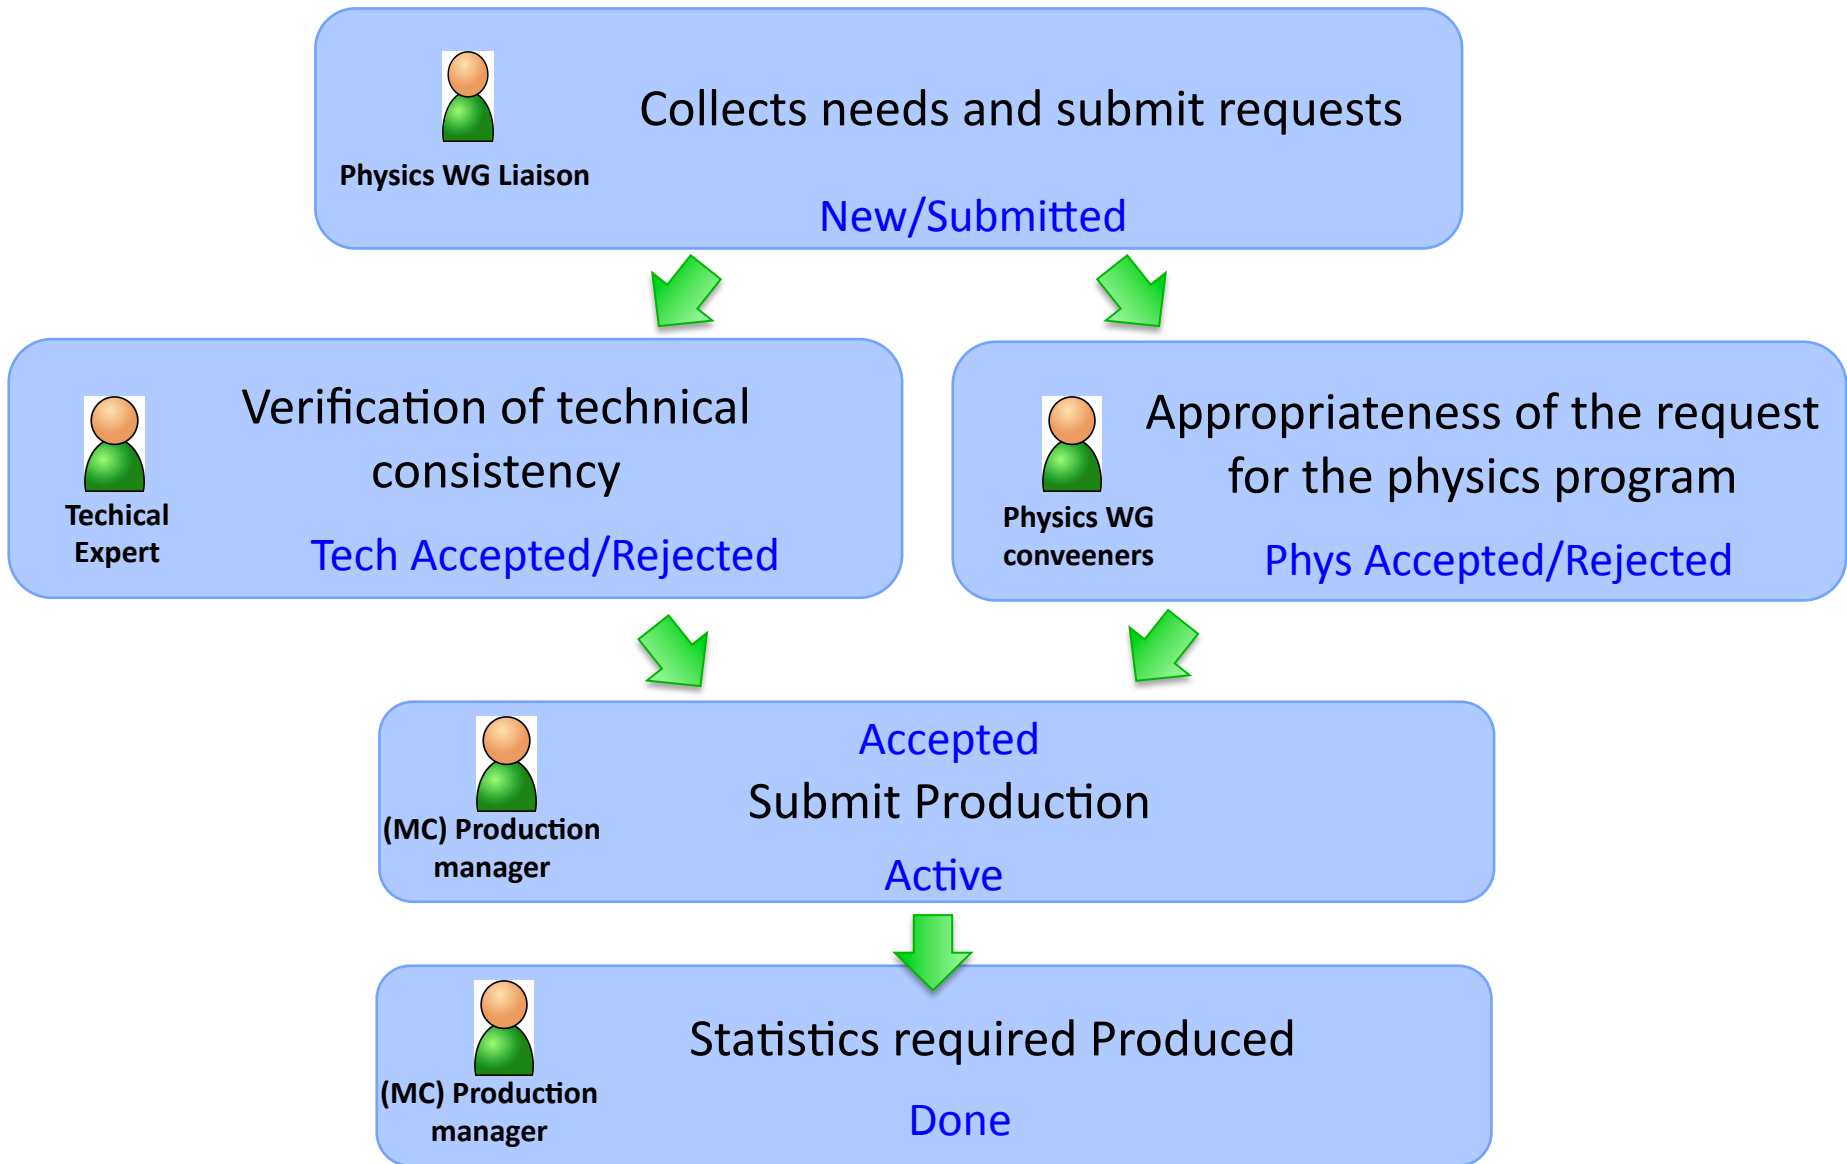 Collects needs and submit requests
Physics WG Liaison
New/Submitted
Verification of technical
consistency
Techical
Expert
Tech Accepted/Rejected
Appropriateness of the request
for the physics program
Physics WG
conveeners
Phys Accepted/Rejected
Accepted
Submit Production
(MC) Production
manager
Active
Statistics required Produced
(MC) Production
manager
Done